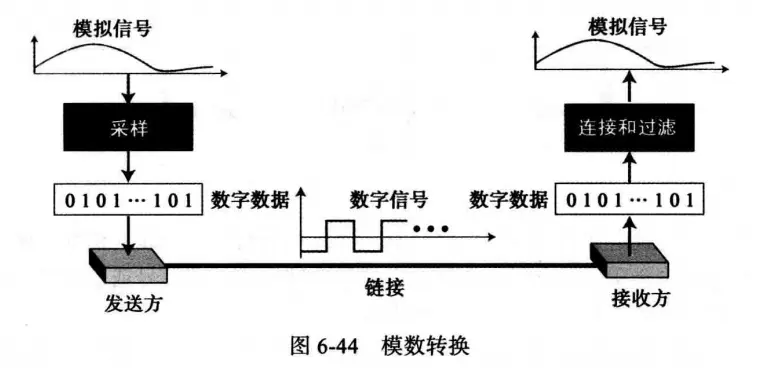 模拟信号
模拟信号
采样
连接和过滤
0101…101
数字数据
数字信号
数字数据
0101…101
链接
发送方
接收方
图 6-44 模数转换